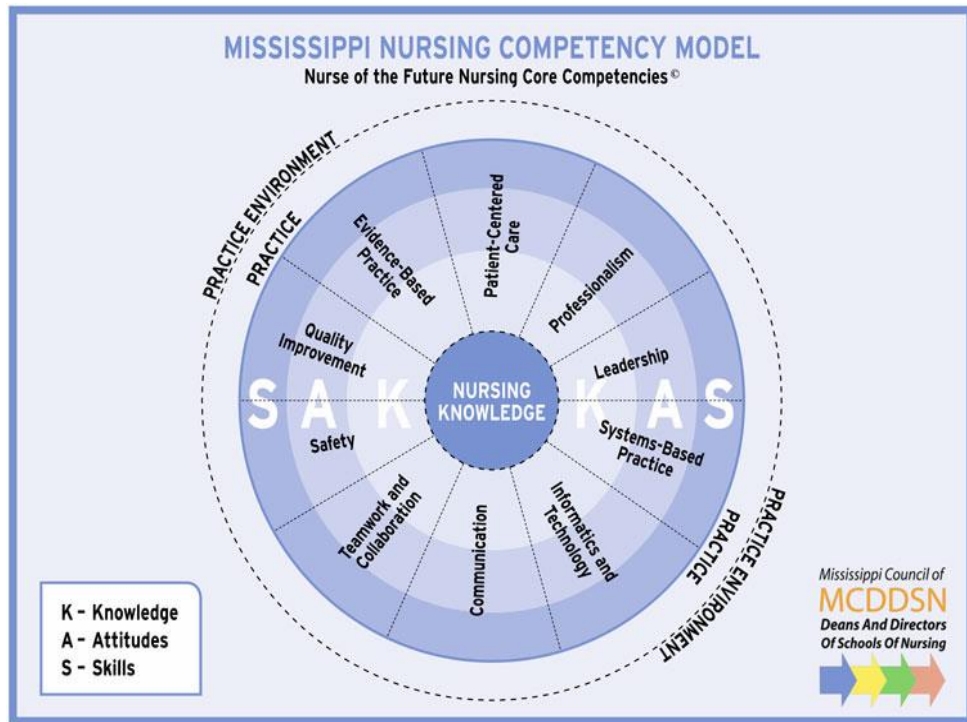 MISSISSIPPI NURSING COMPETENCY MODEL
Nurse of the Future Nursing Core Competencies©
PRACTICE ENVIRONMENT
PRACTICE
Patient-Centered
Care
Professionalism
Leadership
Systems-Based
Practice
Informatics and
Technology
Communication
Teamwork and
Collaboration
Safety
Quality
Improvement
Evidence-Based
Practice
S A K
NURSING
KNOWLEDGE
K A S
PRACTICE
PRACTICE ENVIRONMENT
K – Knowledge
A – Attitudes
S – Skills
Mississippi Council of
MCDDSN
Deans And Directors
Of Schools Of Nursing